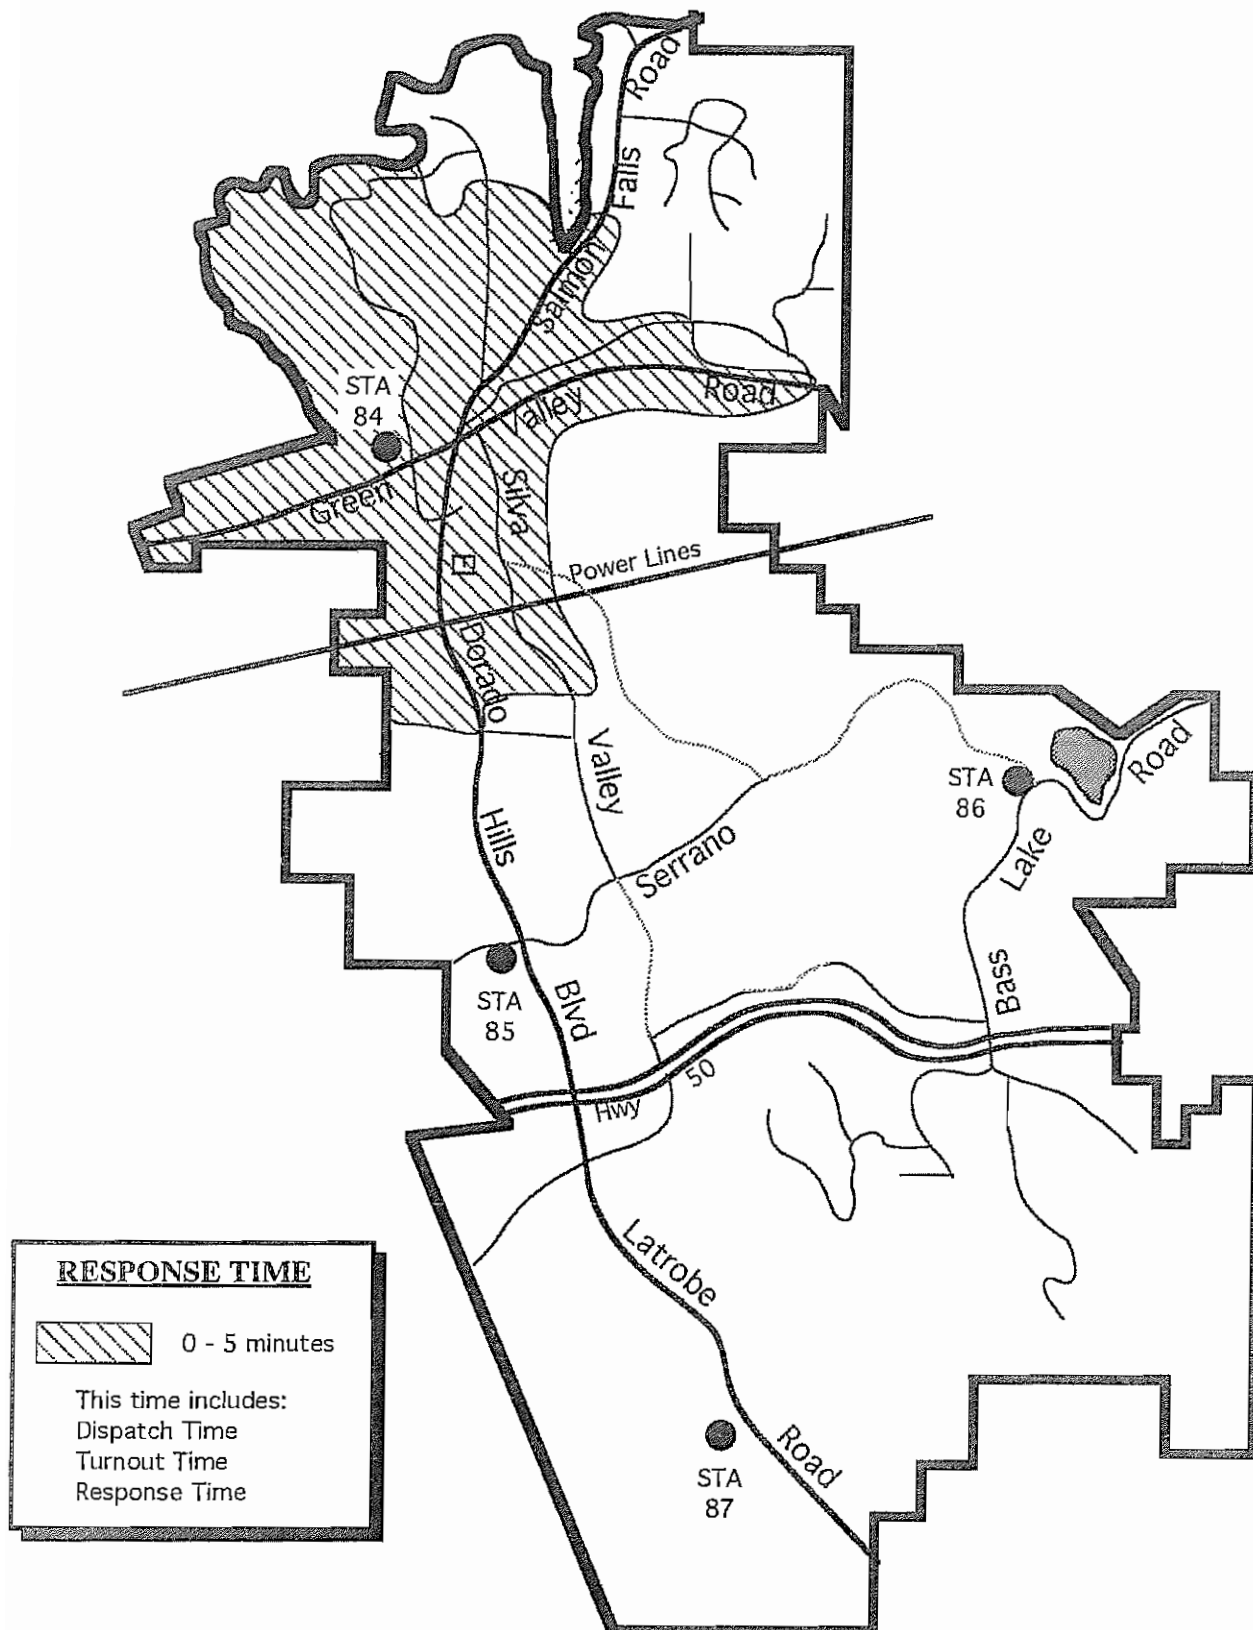 Road
Falls
Salmon
STA
84
Road
Valley
Green
Silva
F
Power Lines
Dorado
Valley
STA
86
Road
Hills
Serrano
Lake
Bass
STA
85
Blvd
50
Hwy
Latrobe
RESPONSE TIME
0 - 5 minutes
This time includes:
Dispatch Time
Turnout Time
Response Time
Road
STA
87